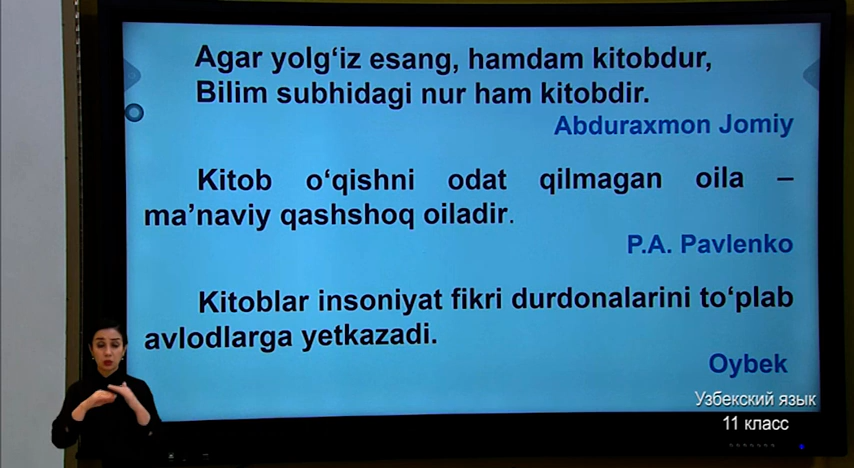 Agar yolg‘iz esang, hamdam kitobdur,
Bilim subhidagi nur ham kitobdir.
Abduraxmon Jomiy
Kitob o‘qishni odat qilmagan oila –
ma’naviy qashshoq oiladir.
P.A. Pavlenko
Kitoblar insoniyat fikri durdonalarini to‘plab
avlodlarga yetkazadi.
Oybek
Узбекский язык
11 класс